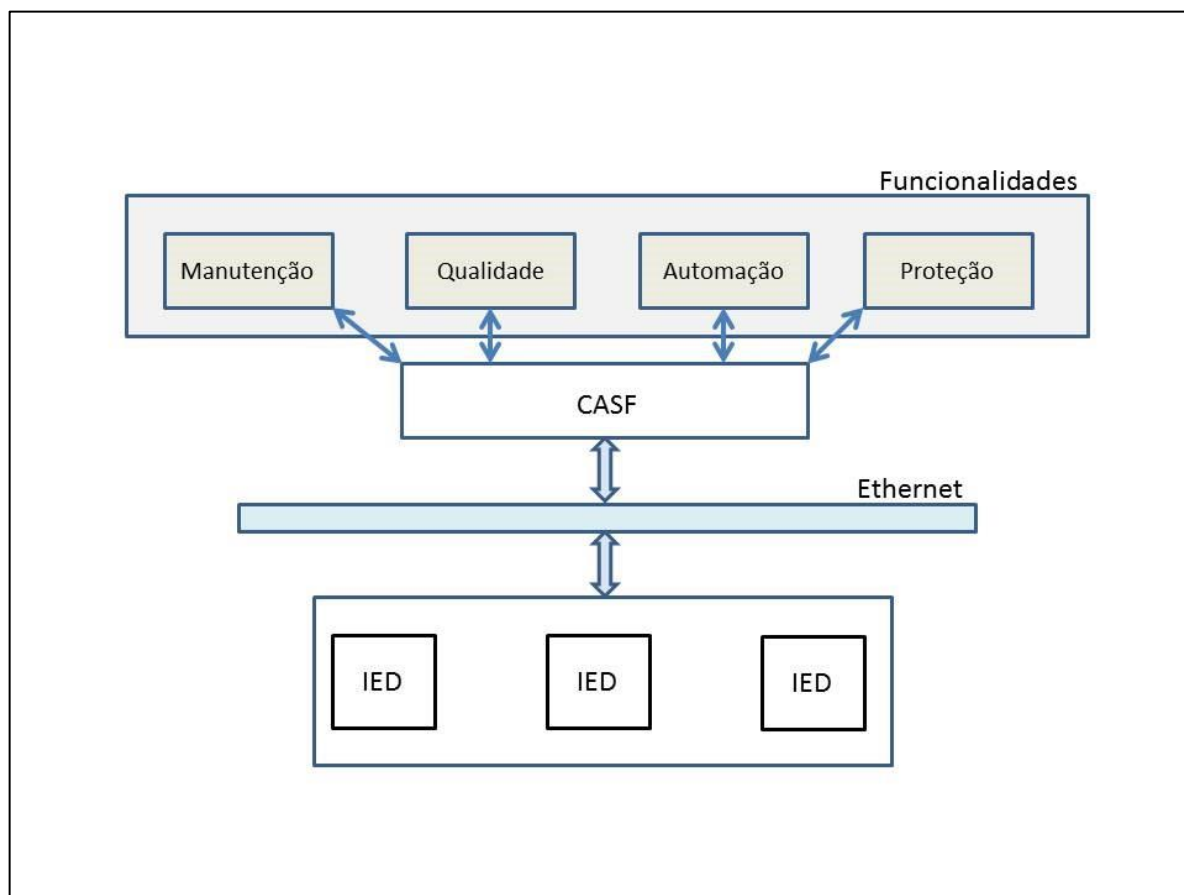 Funcionalidades
Manutenção
Qualidade
Automação
Proteção
CASF
Ethernet
IED
IED
IED